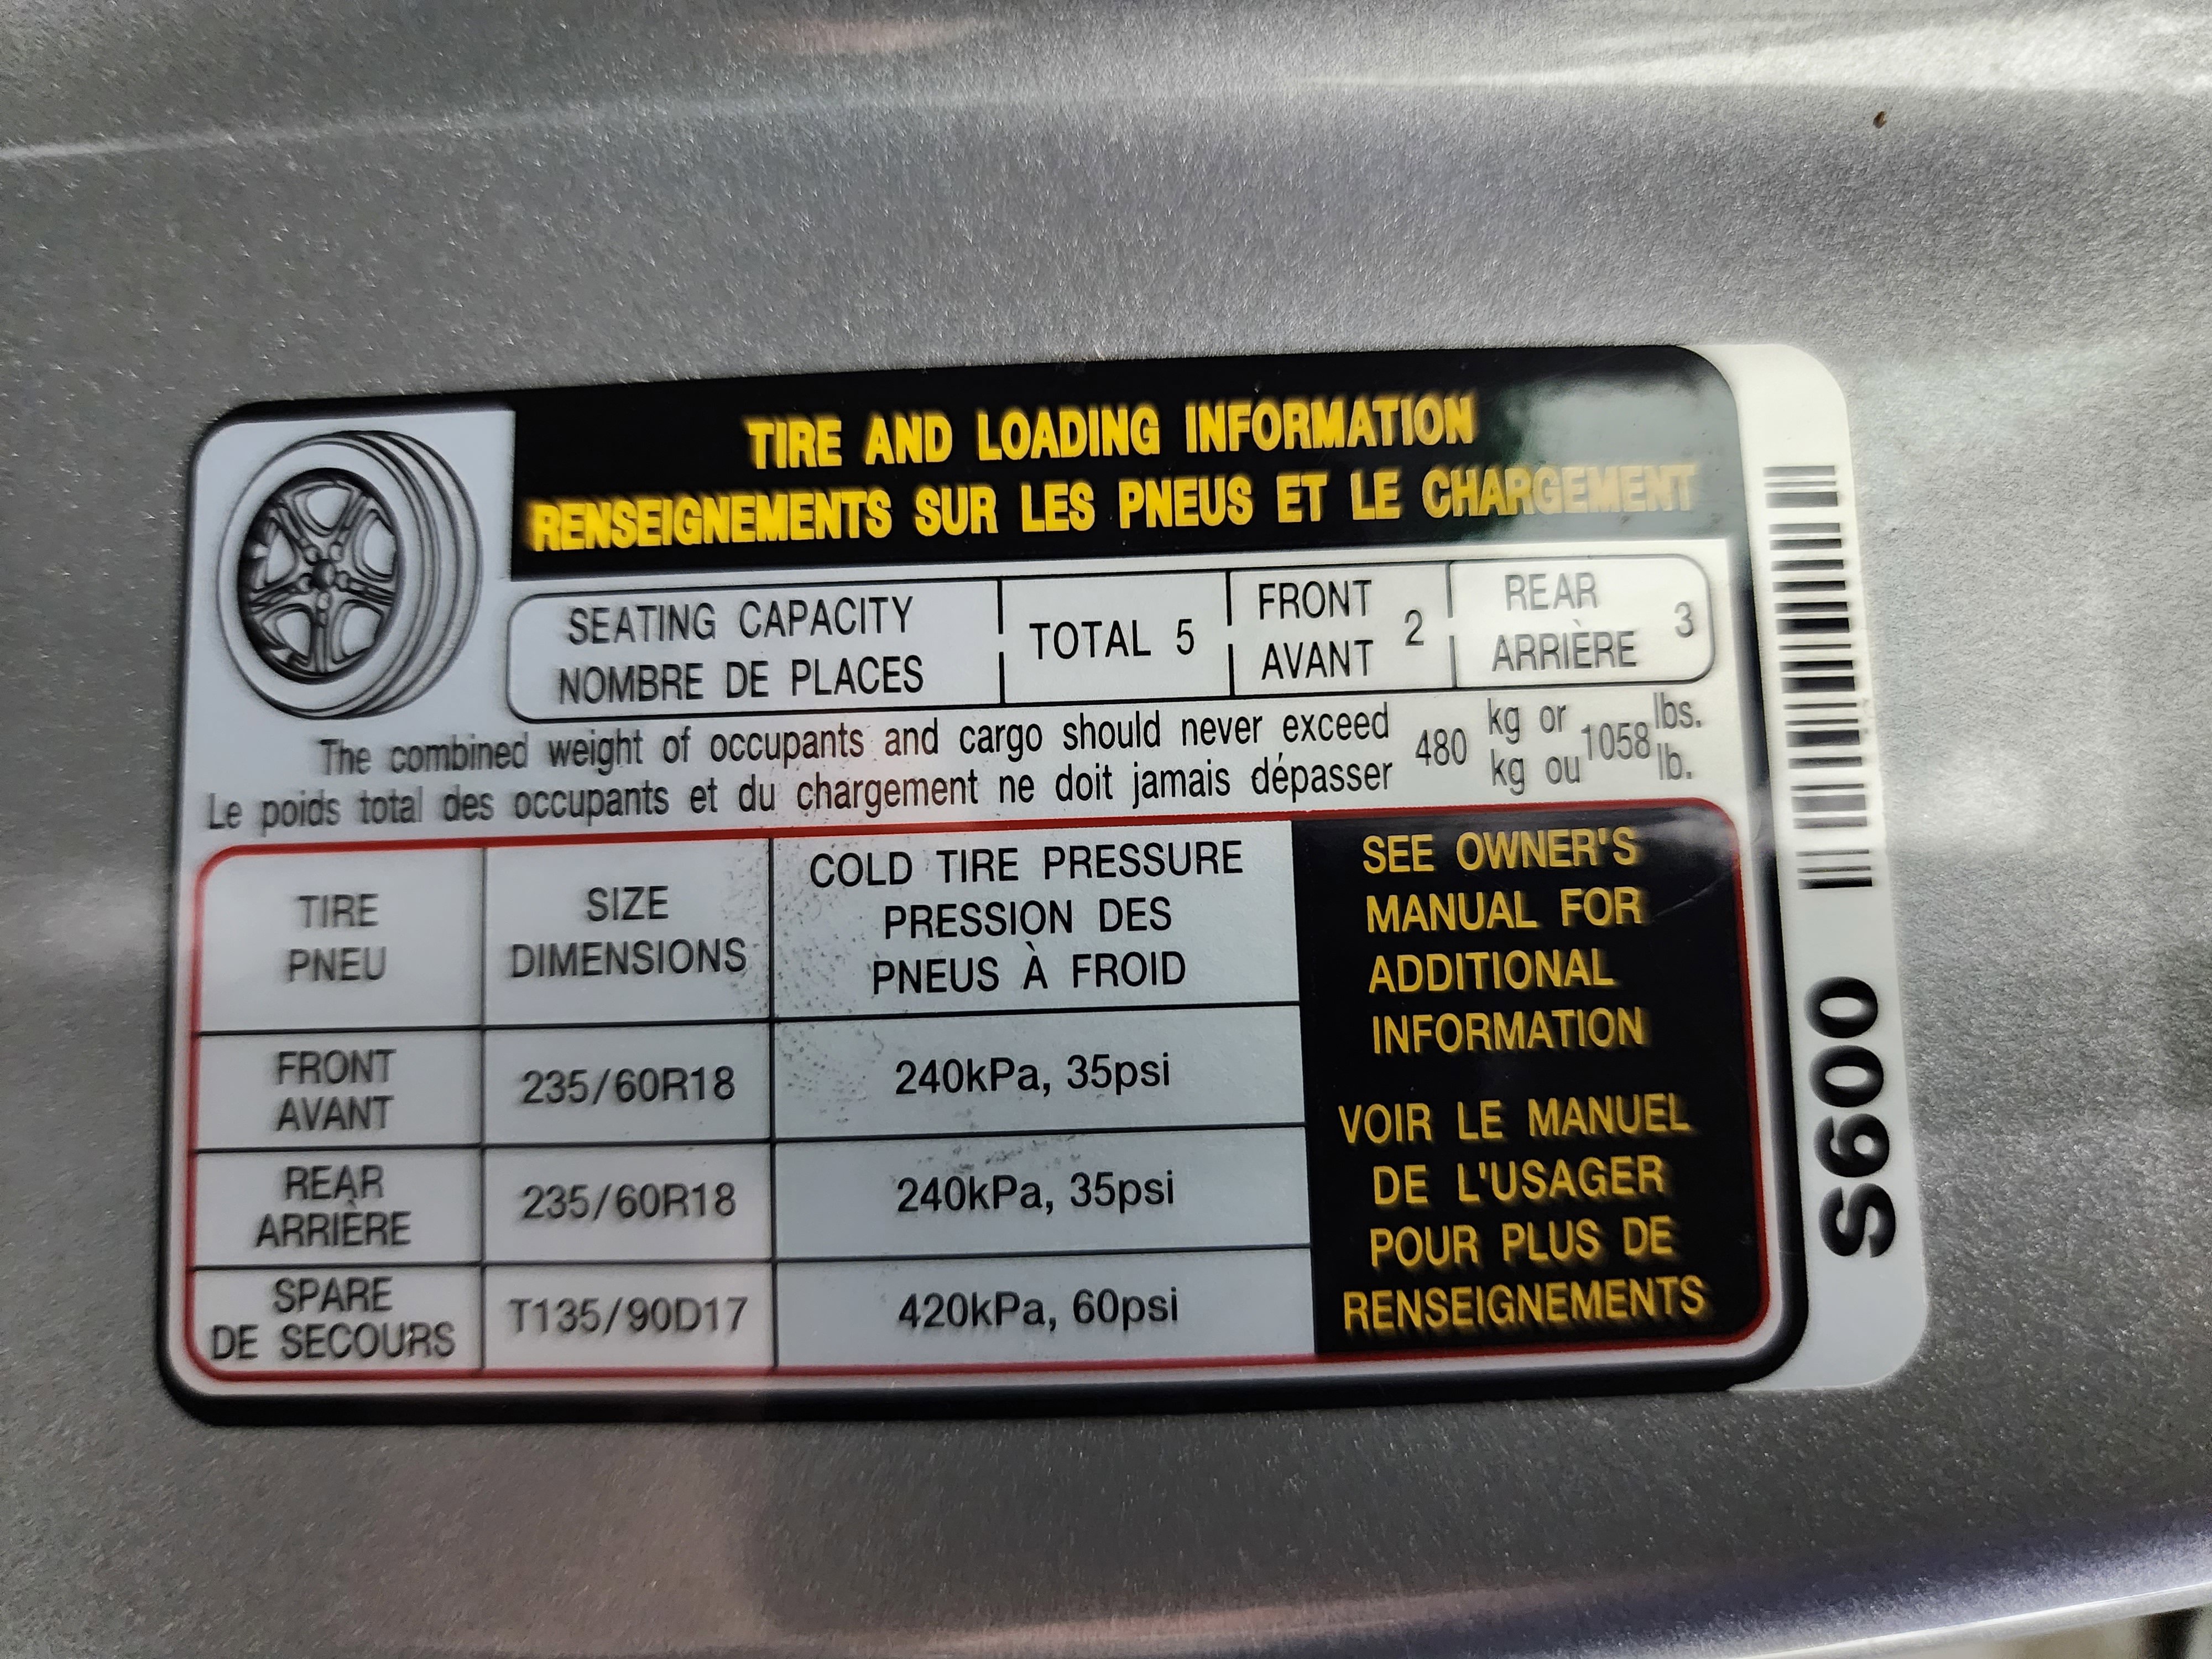 TIRE AND LOADING INFORMATION
RENSEIGNEMENTS SUR LES PNEUS ET LE CHARGEMENT
SEATING CAPACITY
NOMBRE DE PLACES
TOTAL 5
FRONT
AVANT
2
REAR
ARRIÈRE
3
The combined weight of occupants and cargo should never exceed 480 kg or 1058 lbs.
Le poids total des occupants et du chargement ne doit jamais dépasser kg ou lb.
TIRE
PNEU
SIZE
DIMENSIONS
COLD TIRE PRESSURE
PRESSION DES
PNEUS À FROID
FRONT
AVANT
235/60R18
240kPa, 35psi
REAR
ARRIÈRE
235/60R18
240kPa, 35psi
SPARE
DE SECOURS
T135/90D17
420kPa, 60psi
SEE OWNER'S
MANUAL FOR
ADDITIONAL
INFORMATION
VOIR LE MANUEL
DE L'USAGER
POUR PLUS DE
RENSEIGNEMENTS
S600